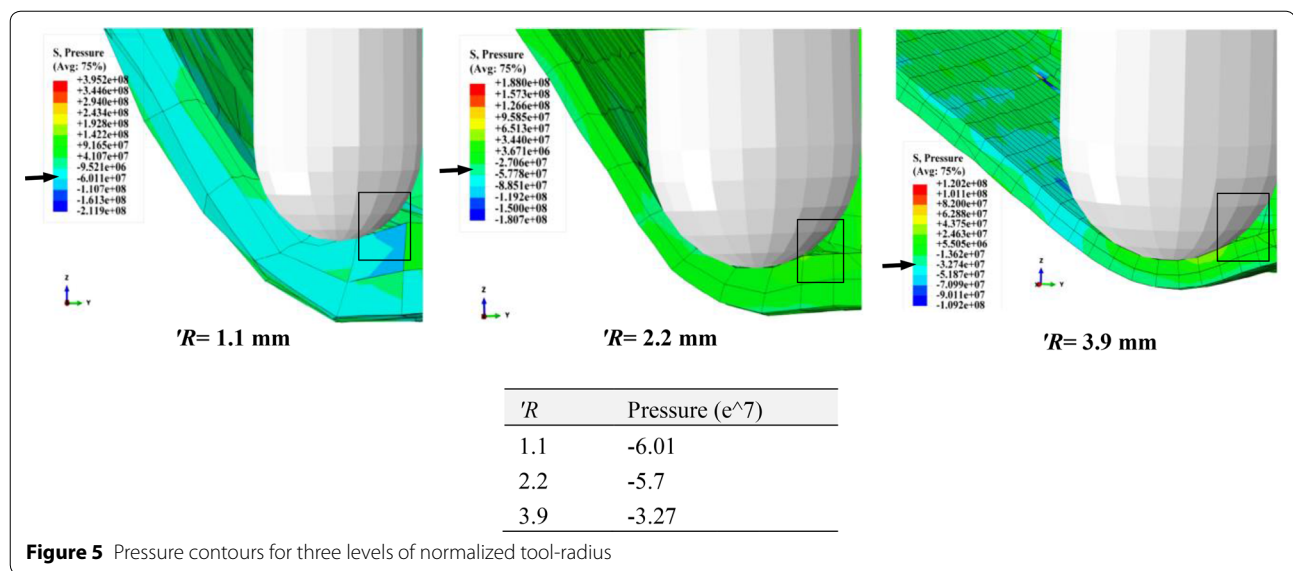 S, Pressure
(Avg: 75%)
+3.952e+08
+3.446e+08
+2.940e+08
+2.434e+08
+1.928e+08
+1.422e+08
+9.165e+07
+4.107e+07
-9.521e+06
-6.011e+07
-1.107e+08
-1.613e+08
-2.119e+08
Z
Y
'R= 1.1 mm
S, Pressure
(Avg: 75%)
+1.880e+08
+1.573e+08
+1.266e+08
+9.585e+07
+6.513e+07
+3.440e+07
+3.671e+06
-2.706e+07
-5.778e+07
-8.851e+07
-1.192e+08
-1.500e+08
-1.807e+08
Z
Y
'R= 2.2 mm
S, Pressure
(Avg: 75%)
+1.202e+08
+1.011e+08
+8.200e+07
+6.288e+07
+4.375e+07
+2.463e+07
+5.505e+06
-1.362e+07
-3.274e+07
-5.187e+07
-7.099e+07
-9.011e+07
-1.092e+08
Z
Y
'R= 3.9 mm
'R Pressure (e^7)
1.1 -6.01
2.2 -5.7
3.9 -3.27
Figure 5 Pressure contours for three levels of normalized tool-radius